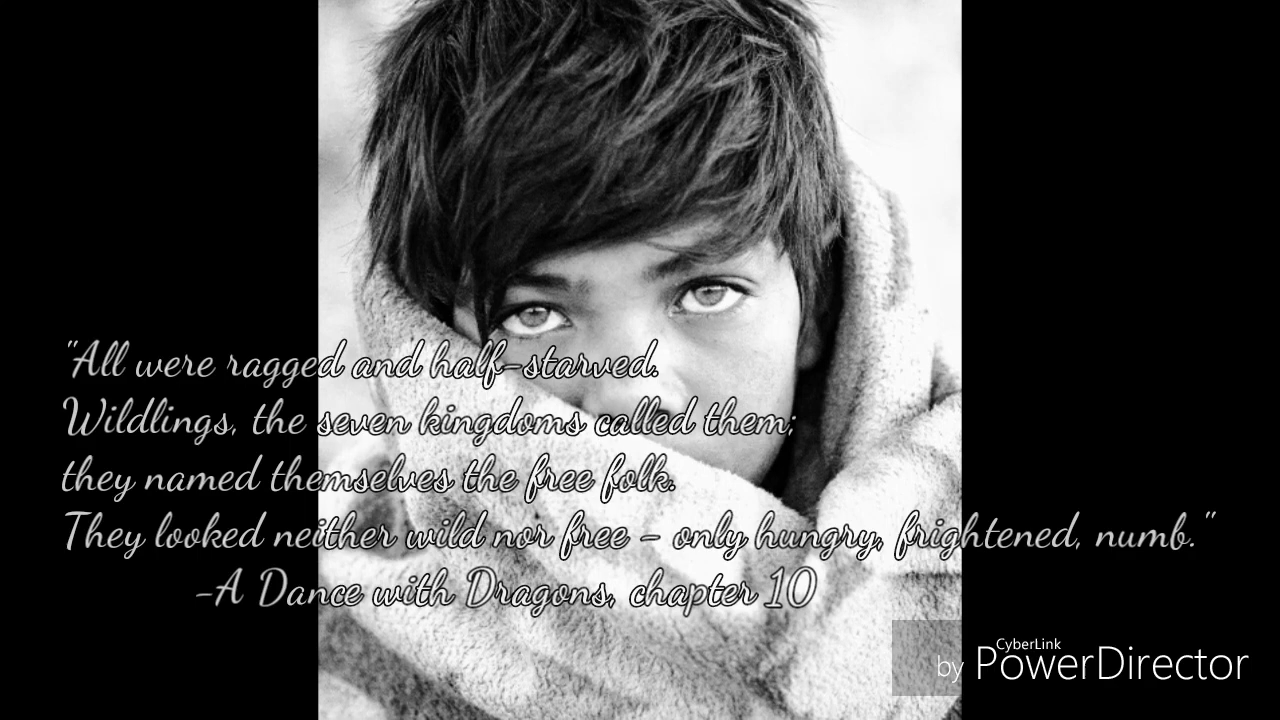 "All were ragged and half-starved.
Wildlings, the seven kingdoms called them;
they named themselves the free folk.
They looked neither wild nor free - only hungry, frightened, numb."
-A Dance with Dragons, chapter 10
CyberLink
by PowerDirector